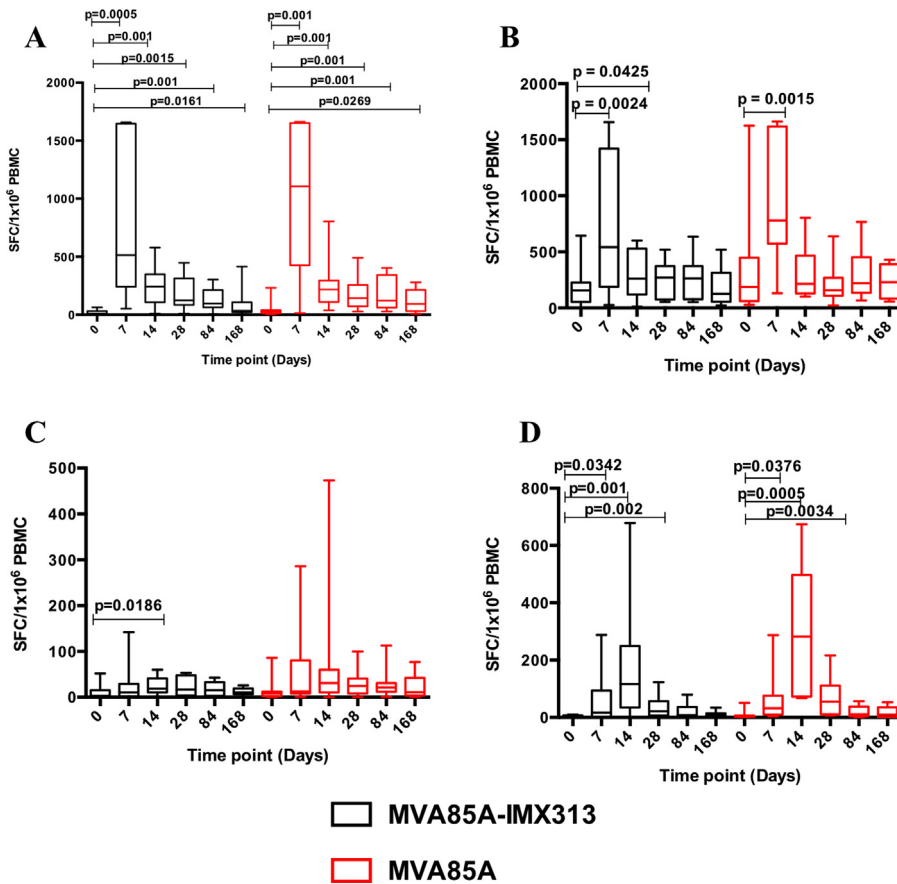 A
p=0.0005
p=0.001
p=0.0015
p=0.001
p=0.0161
p=0.001
p=0.001
p=0.001
p=0.001
p=0.0269
SFC/1x10⁶ PBMC
2000
1500
1000
500
0
0 7 14 28 84 168 0 7 14 28 84 168
Time point (Days)
B
p = 0.0425
p = 0.0024
p = 0.0015
SFC/1x10⁶ PBMC
2000
1500
1000
500
0
0 7 14 28 84 168 0 7 14 28 84 168
Time point (Days)
C
p=0.0186
SFC/1x10⁶ PBMC
500
400
300
200
100
0
0 7 14 28 84 168 0 7 14 28 84 168
Time point (Days)
D
p=0.0342
p=0.001
p=0.002
p=0.0376
p=0.0005
p=0.0034
SFC/1x10⁶ PBMC
800
600
400
200
0
0 7 14 28 84 168 0 7 14 28 84 168
Time point (Days)
MVA85A-IMX313
MVA85A